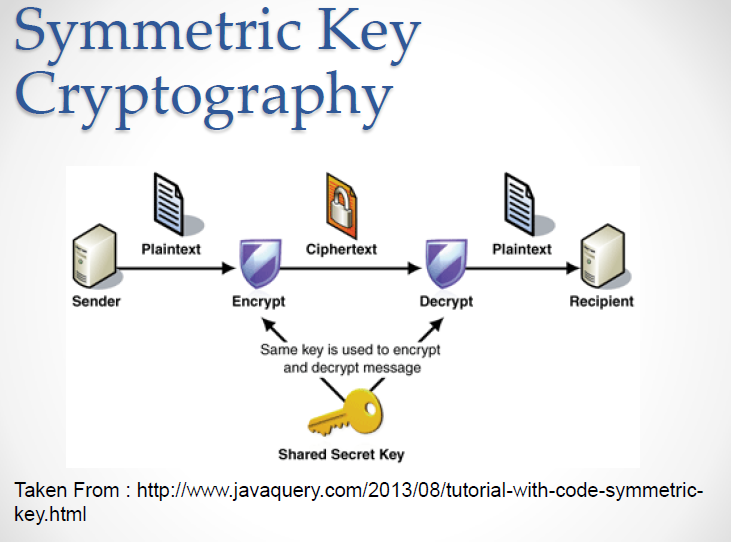 Symmetric Key
Cryptography
Plaintext
Ciphertext
Plaintext
Sender
Encrypt
Decrypt
Recipient
Same key is used to encrypt
and decrypt message
Shared Secret Key
Taken From : http://www.javaquery.com/2013/08/tutorial-with-code-symmetric-
key.html